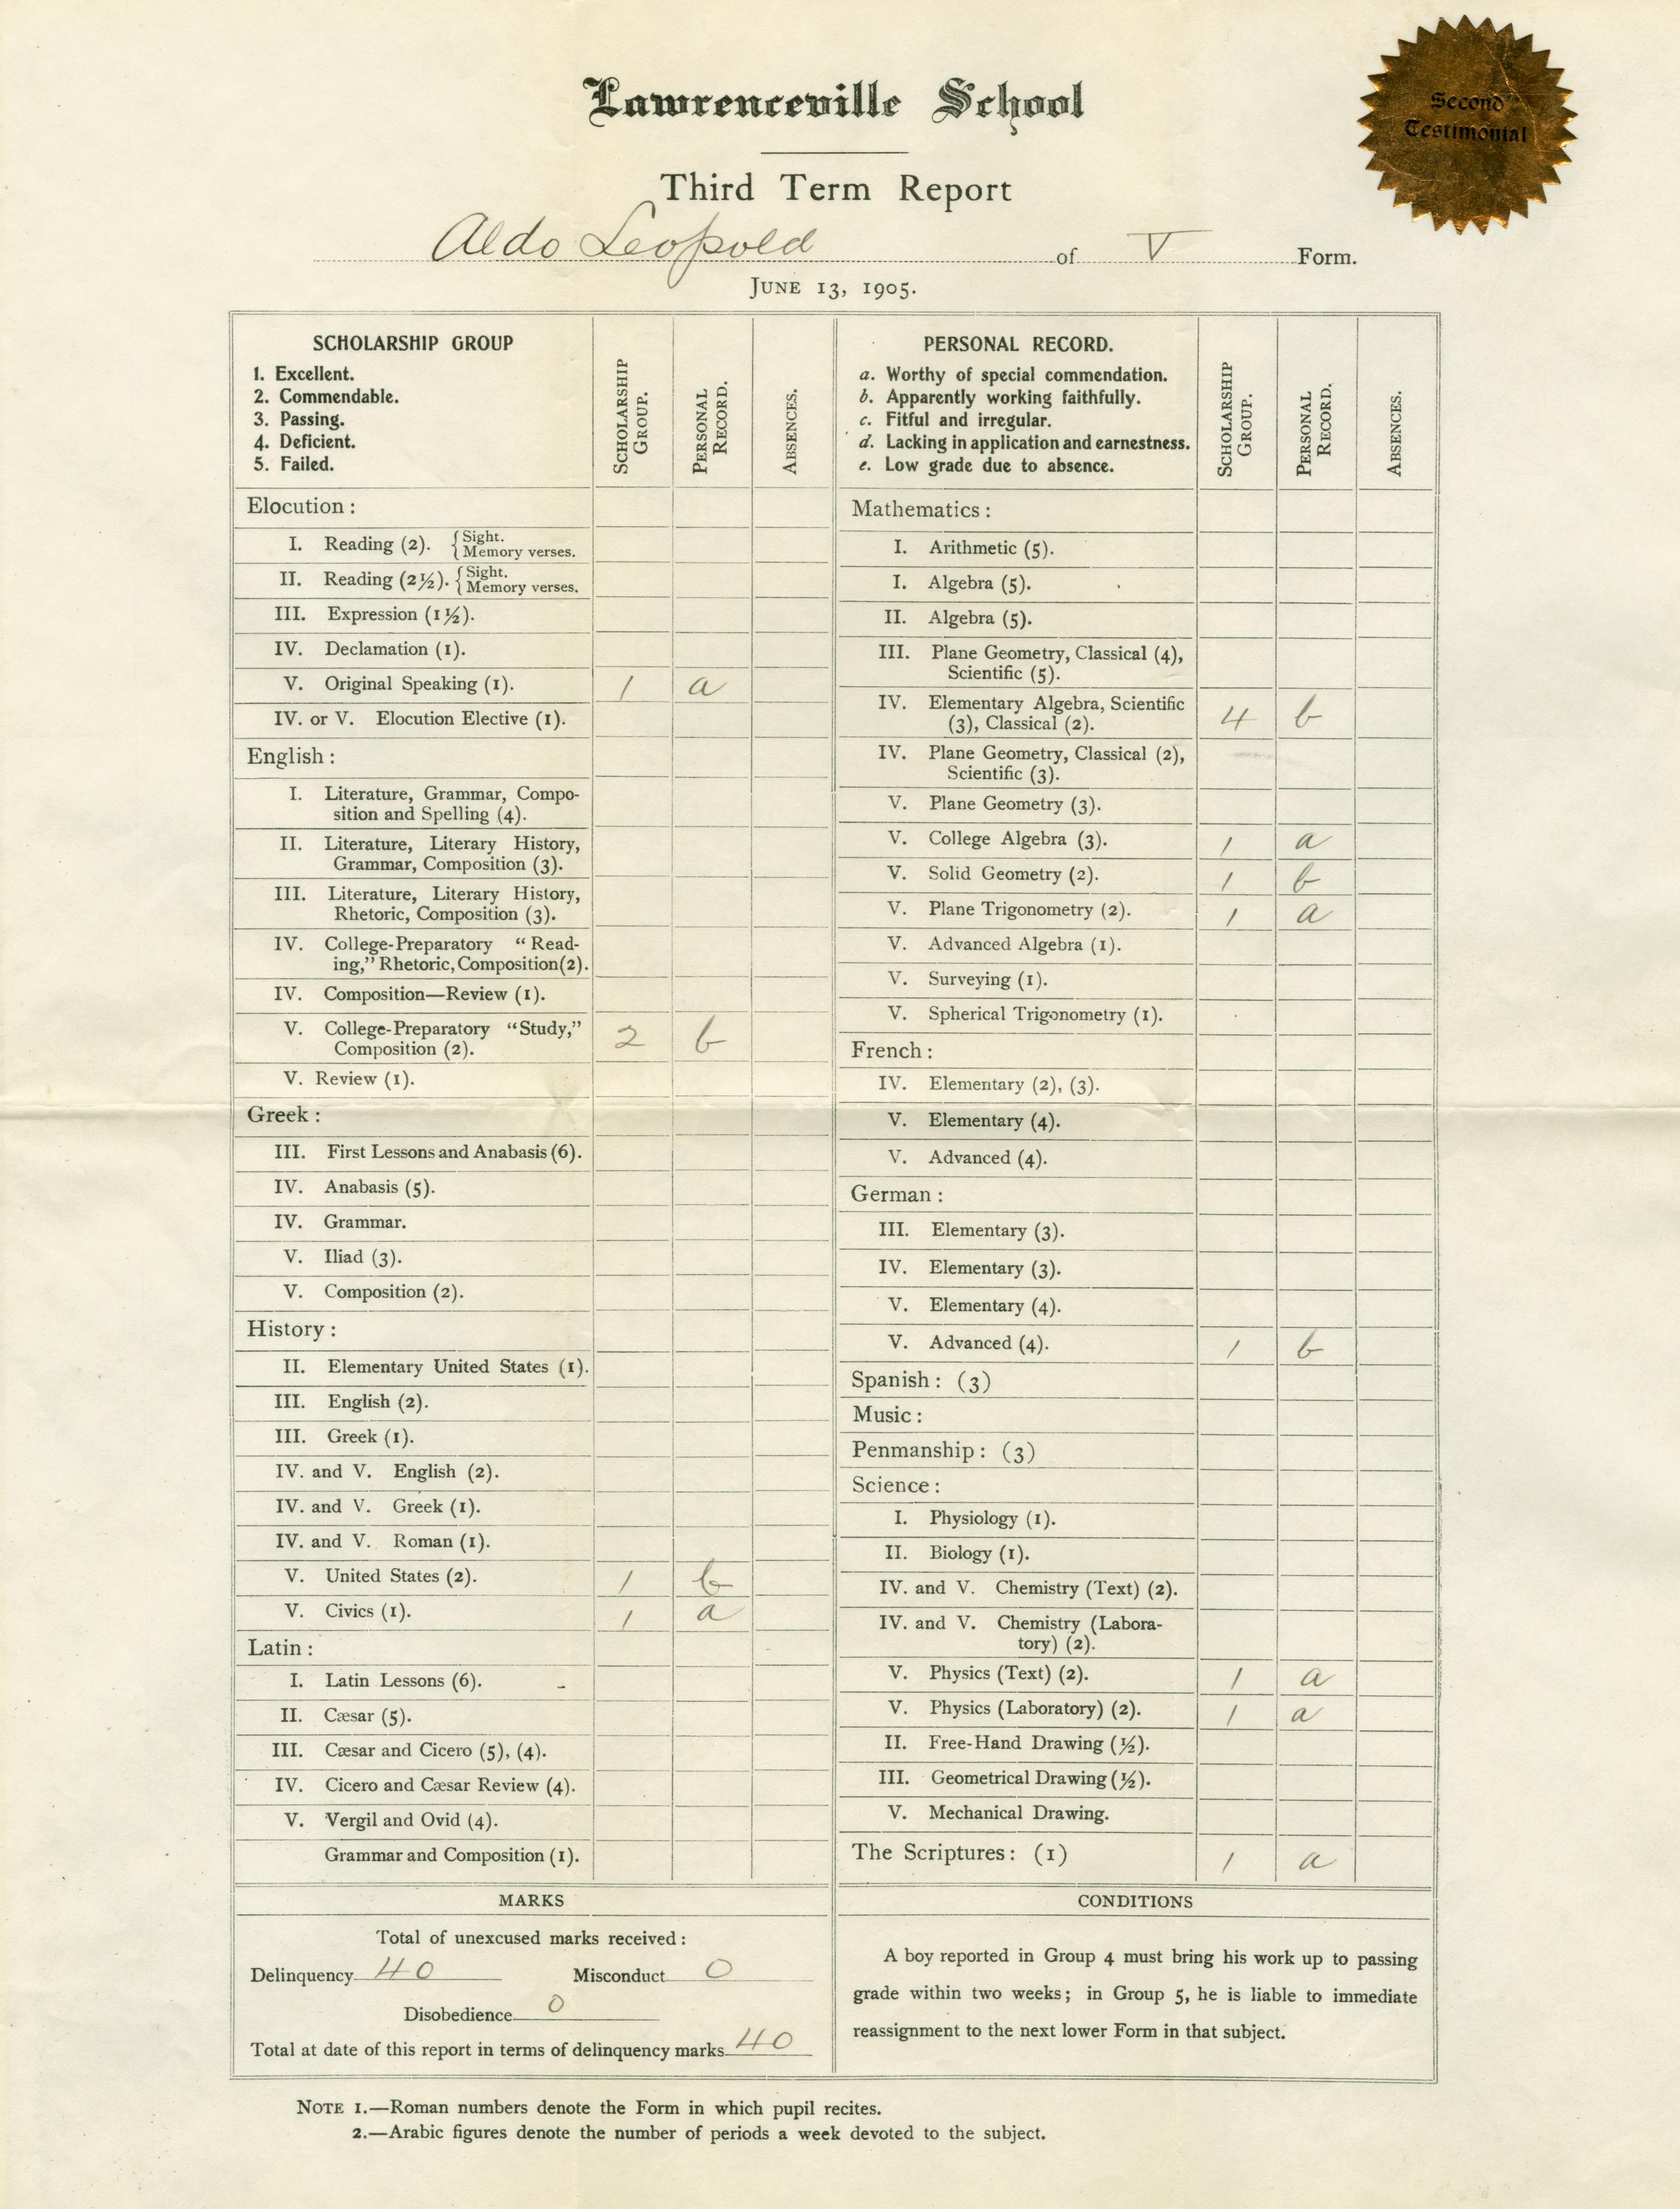 Lawrenceville School
Second
Testimonial
Third Term Report
Aldo Leopold of V Form.
JUNE 13, 1905.
SCHOLARSHIP GROUP
1. Excellent.
2. Commendable.
3. Passing.
4. Deficient.
5. Failed.
SCHOLARSHIP GROUP.
PERSONAL RECORD.
ABSENCES.
Elocution:
I. Reading (2). { Sight. Memory verses.
II. Reading (2½). { Sight. Memory verses.
III. Expression (1½).
IV. Declamation (1).
V. Original Speaking (1). 1 a
IV. or V. Elocution Elective (1).
English:
I. Literature, Grammar, Compo-
sition and Spelling (4).
II. Literature, Literary History,
Grammar, Composition (3).
III. Literature, Literary History,
Rhetoric, Composition (3).
IV. College-Preparatory "Read-
ing," Rhetoric, Composition (2).
IV. Composition—Review (1).
V. College-Preparatory "Study,"
Composition (2). 2 b
V. Review (1).
Greek:
III. First Lessons and Anabasis (6).
IV. Anabasis (5).
IV. Grammar.
V. Iliad (3).
V. Composition (2).
History:
II. Elementary United States (1).
III. English (2).
III. Greek (1).
IV. and V. English (2).
IV. and V. Greek (1).
IV. and V. Roman (1).
V. United States (2). 1 b
V. Civics (1). 1 a
Latin:
I. Latin Lessons (6).
II. Cæsar (5).
III. Cæsar and Cicero (5), (4).
IV. Cicero and Cæsar Review (4).
V. Vergil and Ovid (4).
Grammar and Composition (1).
PERSONAL RECORD.
a. Worthy of special commendation.
b. Apparently working faithfully.
c. Fitful and irregular.
d. Lacking in application and earnestness.
e. Low grade due to absence.
SCHOLARSHIP GROUP.
PERSONAL RECORD.
ABSENCES.
Mathematics:
I. Arithmetic (5).
I. Algebra (5).
II. Algebra (5).
III. Plane Geometry, Classical (4),
Scientific (5).
IV. Elementary Algebra, Scientific
(3), Classical (2). 4 b
IV. Plane Geometry, Classical (2),
Scientific (3).
V. Plane Geometry (3).
V. College Algebra (3). 1 a
V. Solid Geometry (2). 1 b
V. Plane Trigonometry (2). 1 a
V. Advanced Algebra (1).
V. Surveying (1).
V. Spherical Trigonometry (1).
French:
IV. Elementary (2), (3).
V. Elementary (4).
V. Advanced (4).
German:
III. Elementary (3).
IV. Elementary (3).
V. Elementary (4).
V. Advanced (4). 1 b
Spanish: (3)
Music:
Penmanship: (3)
Science:
I. Physiology (1).
II. Biology (1).
IV. and V. Chemistry (Text) (2).
IV. and V. Chemistry (Labora-
tory) (2).
V. Physics (Text) (2). 1 a
V. Physics (Laboratory) (2). 1 a
II. Free-Hand Drawing (½).
III. Geometrical Drawing (½).
V. Mechanical Drawing.
The Scriptures: (1) 1 a
MARKS
Total of unexcused marks received:
Delinquency 40 Misconduct 0
Disobedience 0
Total at date of this report in terms of delinquency marks 40
CONDITIONS
A boy reported in Group 4 must bring his work up to passing
grade within two weeks; in Group 5, he is liable to immediate
reassignment to the next lower Form in that subject.
NOTE 1.—Roman numbers denote the Form in which pupil recites.
2.—Arabic figures denote the number of periods a week devoted to the subject.